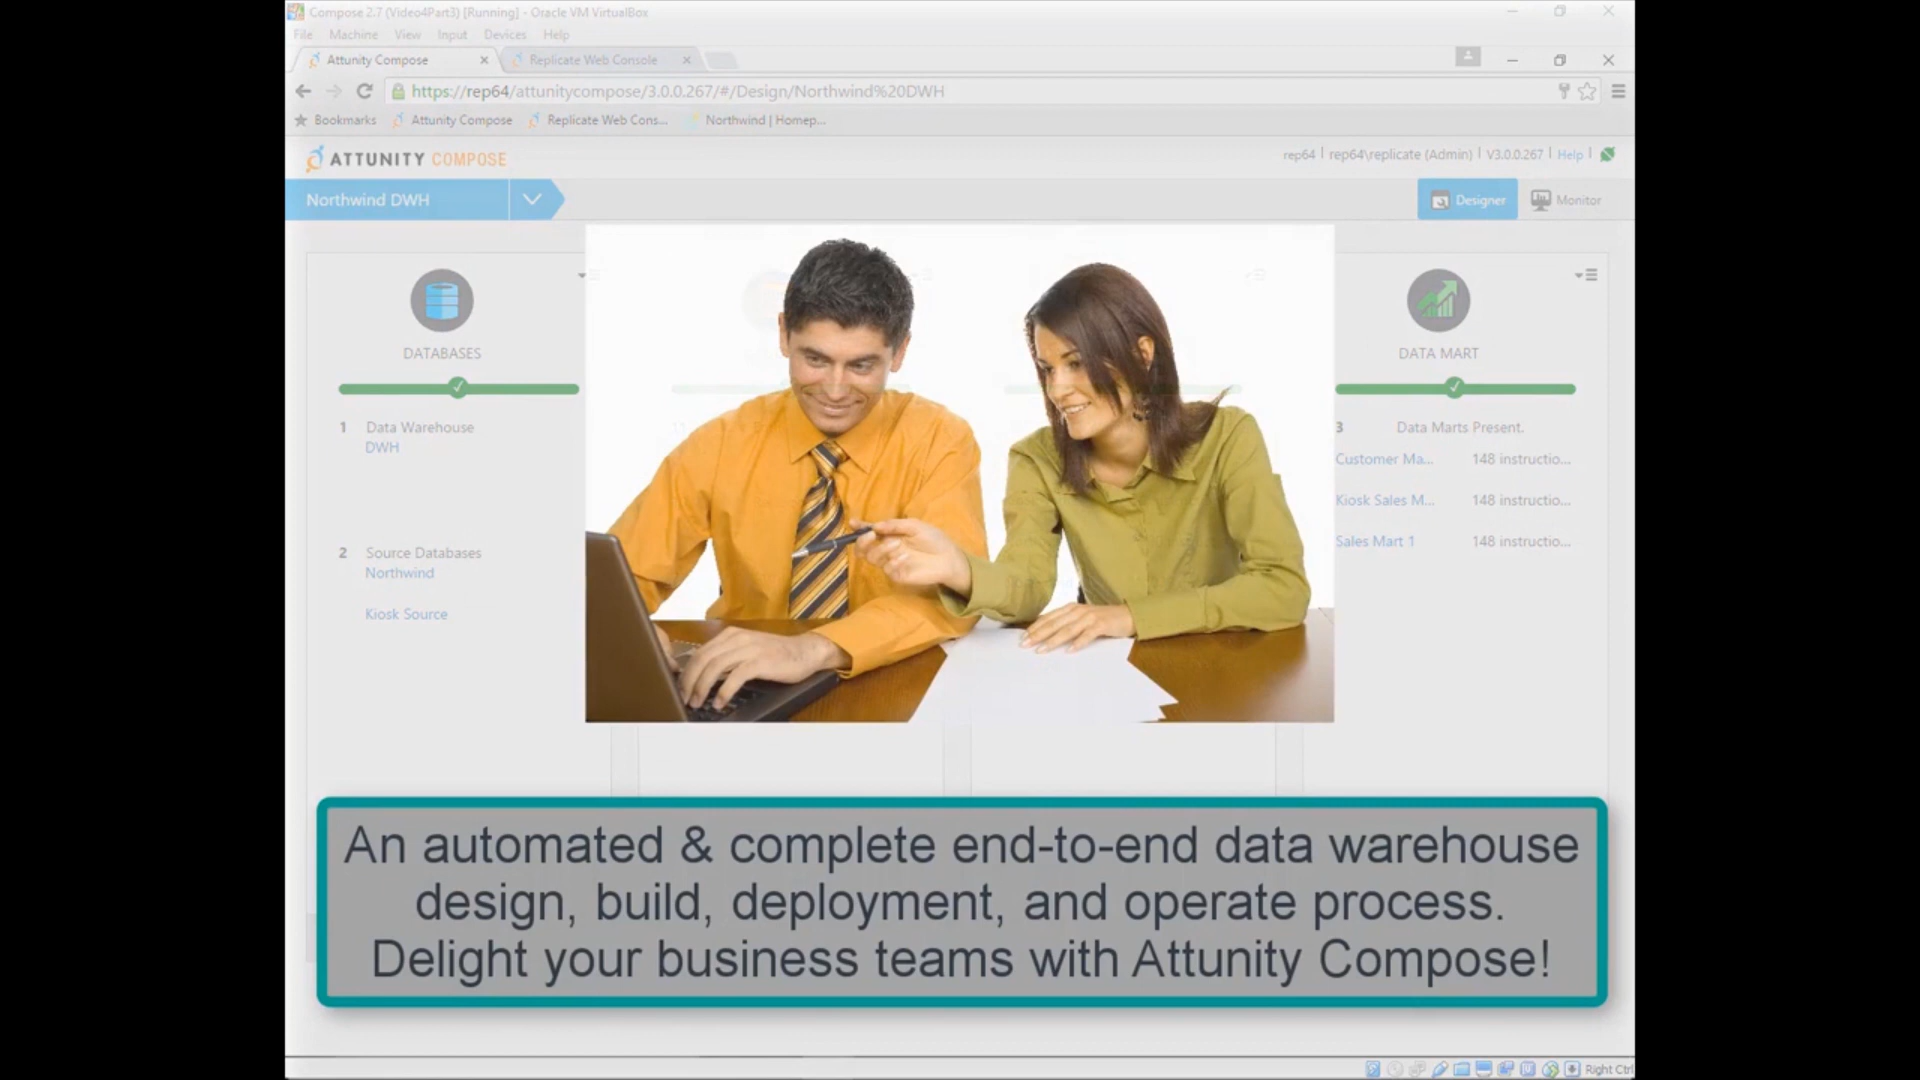 Compose 2.7 (Video4Part3) [Running] - Oracle VM VirtualBox
File Machine View Input Devices Help
Attunity Compose
Replicate Web Console
https://rep64/attunitycompose/3.0.0.267/#/Design/Northwind%20DWH
Bookmarks
Attunity Compose
Replicate Web Cons...
Northwind | Homep...
ATTUNITY COMPOSE
rep64 | rep64\replicate (Admin) | V3.0.0.267 | Help |
Northwind DWH
Designer
Monitor
DATABASES
1 Data Warehouse
DWH
2 Source Databases
Northwind
Kiosk Source
DATA MART
3 Data Marts Present.
Customer Ma... 148 instructio...
Kiosk Sales M... 148 instructio...
Sales Mart 1 148 instructio...
An automated & complete end-to-end data warehouse
design, build, deployment, and operate process.
Delight your business teams with Attunity Compose!
Right Ctrl